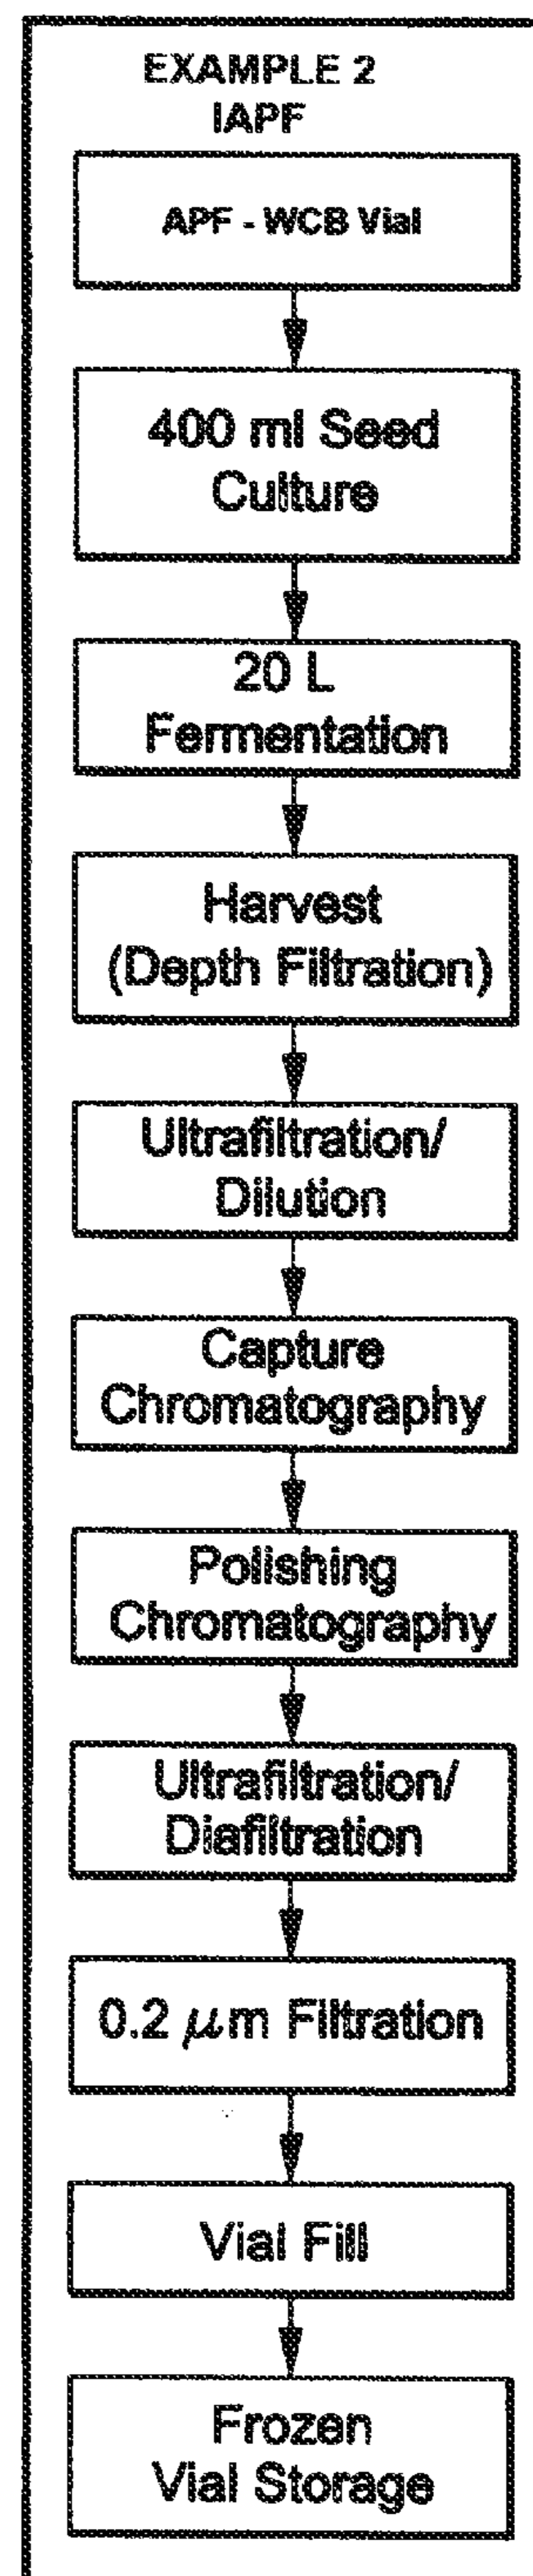 EXAMPLE 2
IAPF
APF - WCB Vial
400 ml Seed
Culture
20 L
Fermentation
Harvest
(Depth Filtration)
Ultrafiltration/
Dilution
Capture
Chromatography
Polishing
Chromatography
Ultrafiltration/
Diafiltration
0.2 μm Filtration
Vial Fill
Frozen
Vial Storage